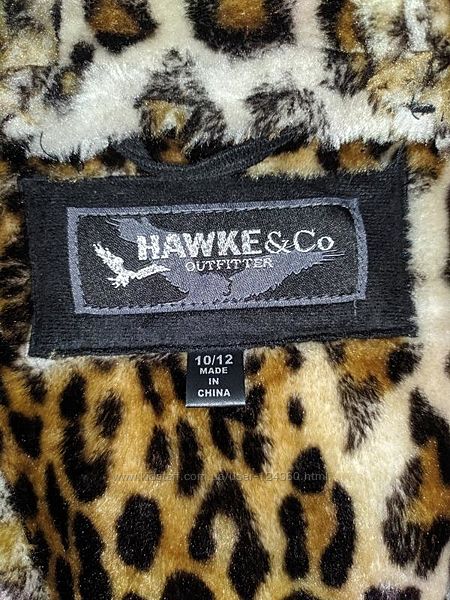 HAWKE & Co
OUTFITTER
10/12
MADE
IN
CHINA